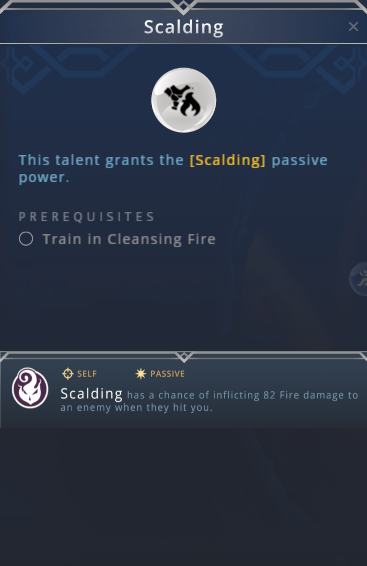 Scalding
This talent grants the [Scalding] passive
power.
PREREQUISITES
Train in Cleansing Fire
SELF PASSIVE
Scalding has a chance of inflicting 82 Fire damage to
an enemy when they hit you.